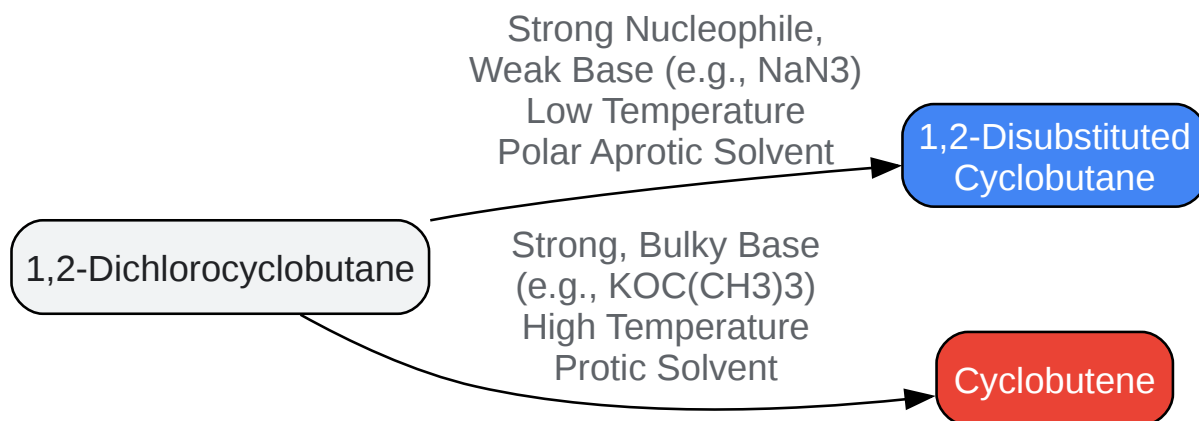 Strong Nucleophile,
Weak Base (e.g., NaN3)
Low Temperature
Polar Aprotic Solvent
1,2-Disubstituted
Cyclobutane
1,2-Dichlorocyclobutane
Strong, Bulky Base
(e.g., KOC(CH3)3)
High Temperature
Protic Solvent
Cyclobutene